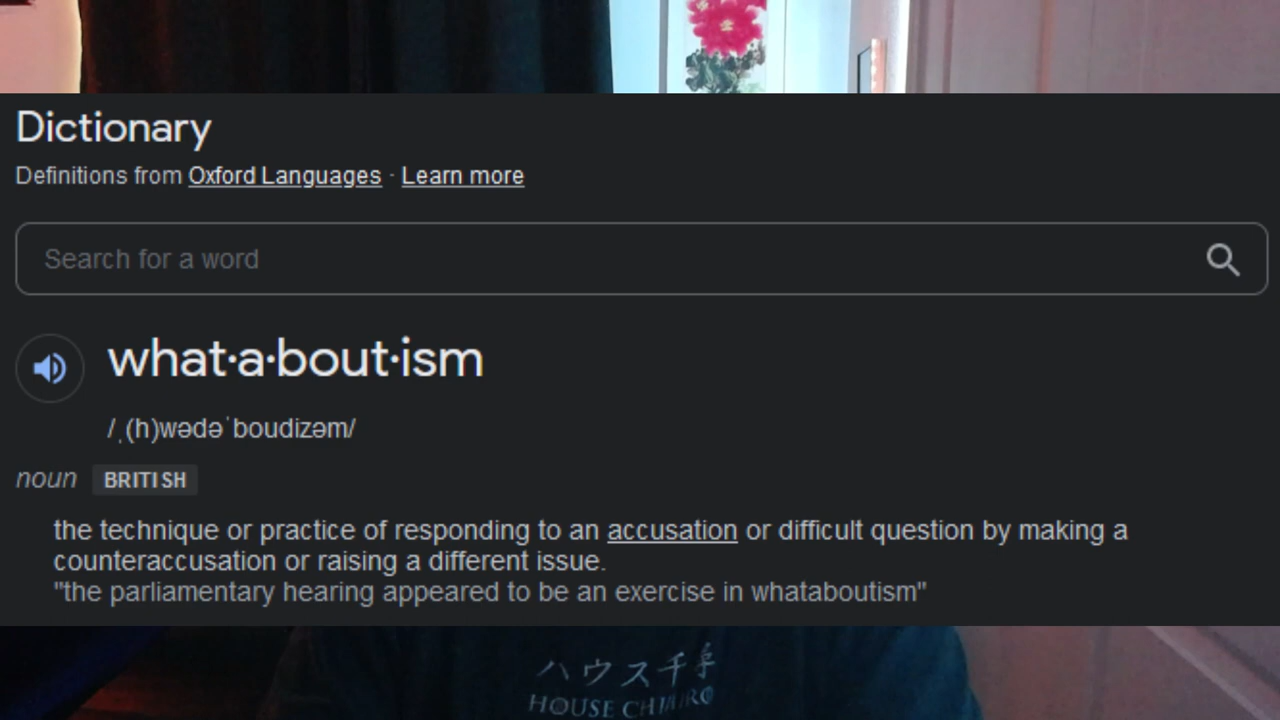 Dictionary
Definitions from Oxford Languages · Learn more
Search for a word
what·a·bout·ism
/ˌ(h)wədəˈboudizəm/
noun BRITISH
the technique or practice of responding to an accusation or difficult question by making a
counteraccusation or raising a different issue.
"the parliamentary hearing appeared to be an exercise in whataboutism"
ハウス千
HOUSE